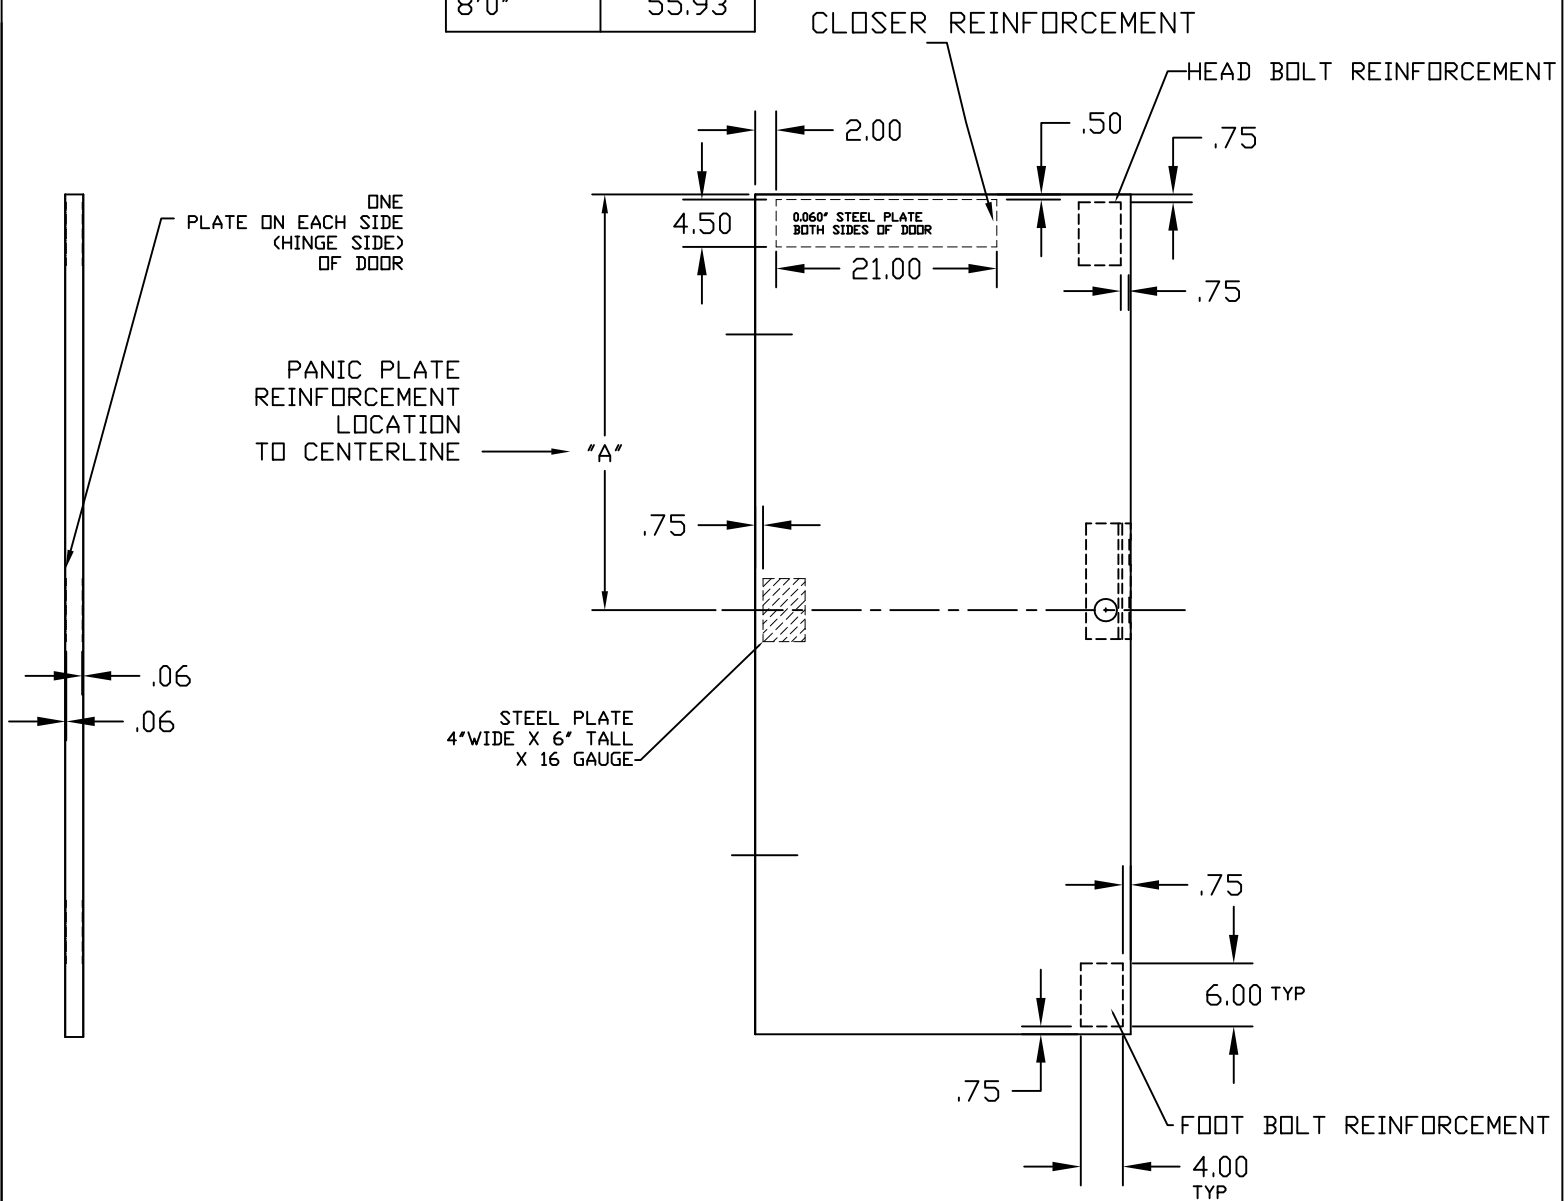 8'0" 55.93
CLOSER REINFORCEMENT
HEAD BOLT REINFORCEMENT
2.00
.50
.75
ONE
PLATE ON EACH SIDE
(HINGE SIDE)
OF DOOR
4.50
0.060" STEEL PLATE
BOTH SIDES OF DOOR
21.00
.75
PANIC PLATE
REINFORCEMENT
LOCATION
TO CENTERLINE
"A"
.75
.06
.06
STEEL PLATE
4"WIDE X 6" TALL
X 16 GAUGE
.75
6.00 TYP
.75
FOOT BOLT REINFORCEMENT
4.00
TYP